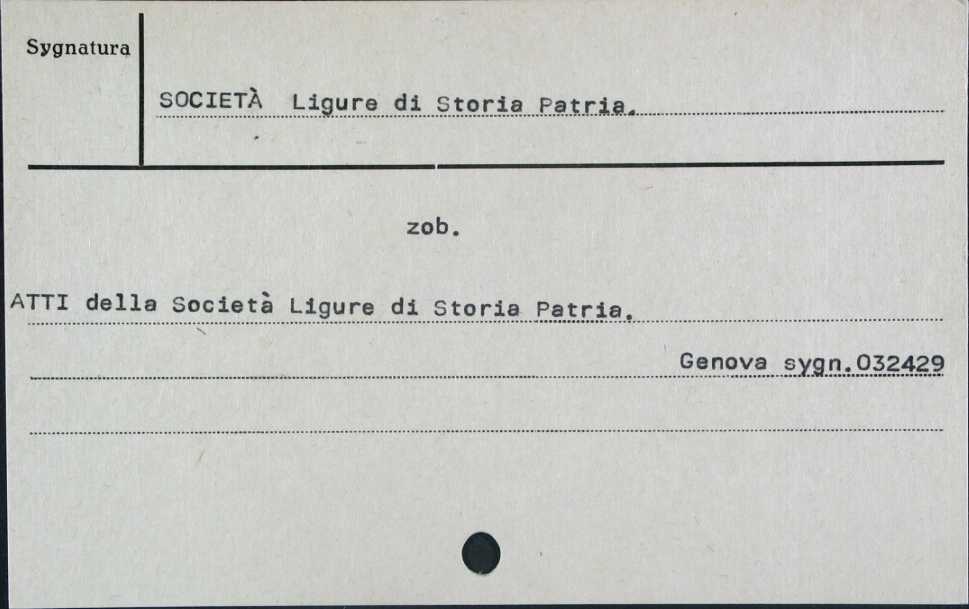 Sygnatura
SOCIETÀ Ligure di Storia Patria.
zob.
ATTI della Società Ligure di Storia Patria.
Genova sygn.032429